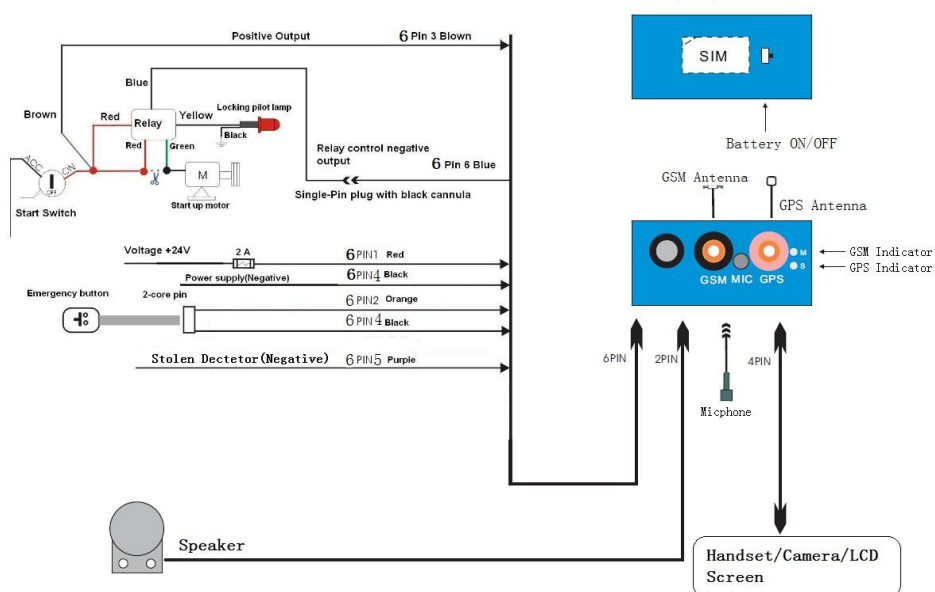 Positive Output 6 Pin 3 Blown
SIM
Battery ON/OFF
Blue
Brown
Red
Relay
Yellow
Locking pilot lamp
Black
Red
Green
ACC
ON
OFF
Start Switch
M
Start up motor
Relay control negative
output
6 Pin 6 Blue
Single-Pin plug with black cannula
GSM Antenna
GPS Antenna
GSM MIC GPS
M
S
GSM Indicator
GPS Indicator
Voltage +24V 2 A 6 PIN1 Red
Power supply(Negative) 6 PIN4 Black
Emergency button
2-core pin
6 PIN2 Orange
6 PIN 4 Black
Stolen Dectetor(Negative) 6 PIN5 Purple
6PIN
2PIN
4PIN
Micphone
Speaker
Handset/Camera/LCD
Screen